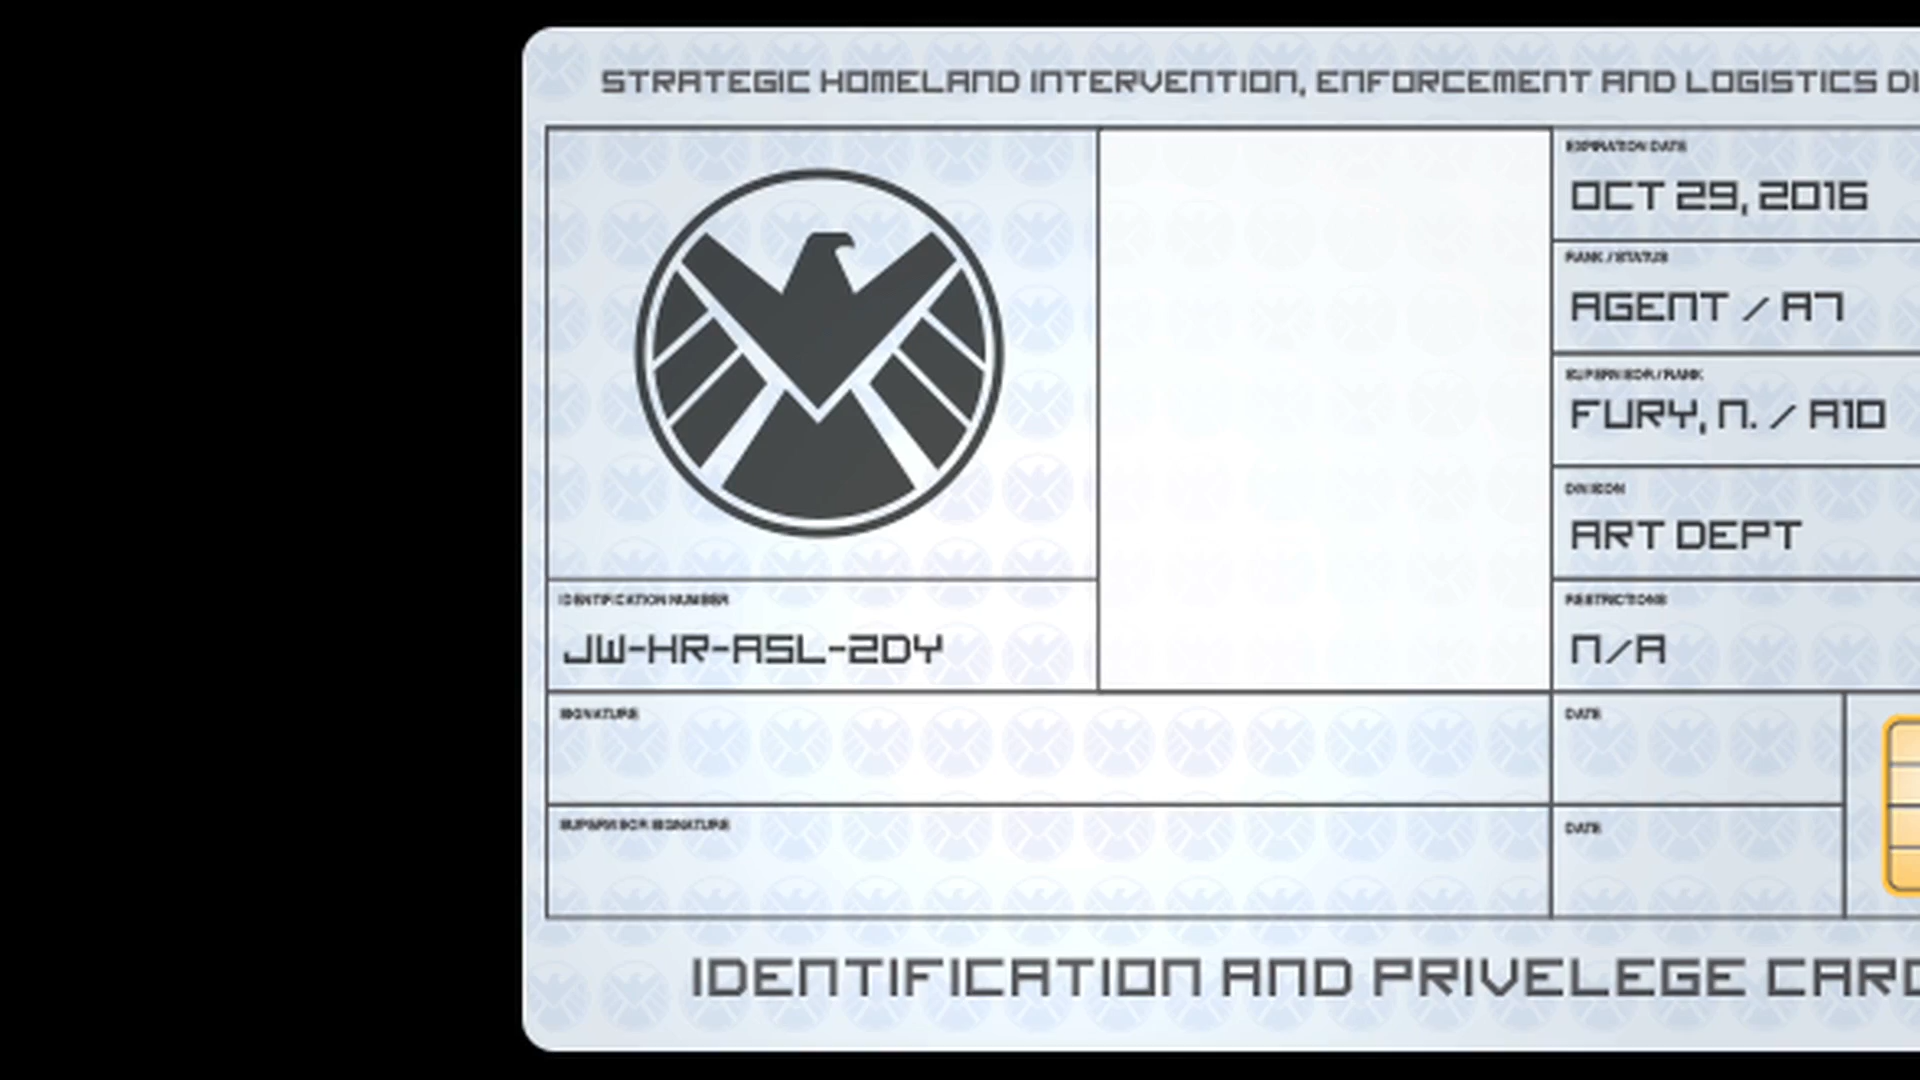 STRATEGIC HOMELAND INTERVENTION, ENFORCEMENT AND LOGISTICS DI
EXPIRATION DATE
OCT 29, 2016
RANK / STATUS
AGENT / A7
SUPERVISOR / RANK
FURY, N. / A10
DIVISION
ART DEPT
IDENTIFICATION NUMBER
JW-HR-ASL-2DY
RESTRICTIONS
N/A
SIGNATURE
DATE
SUPERVISOR SIGNATURE
DATE
IDENTIFICATION AND PRIVELEGE CARD